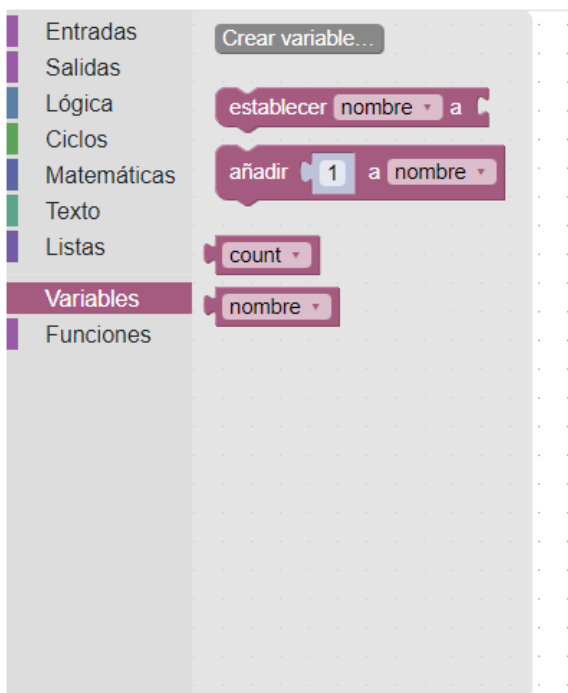 Entradas
Salidas
Lógica
Ciclos
Matemáticas
Texto
Listas
Variables
Funciones
Crear variable...
establecer nombre a
añadir 1 a nombre
count
nombre